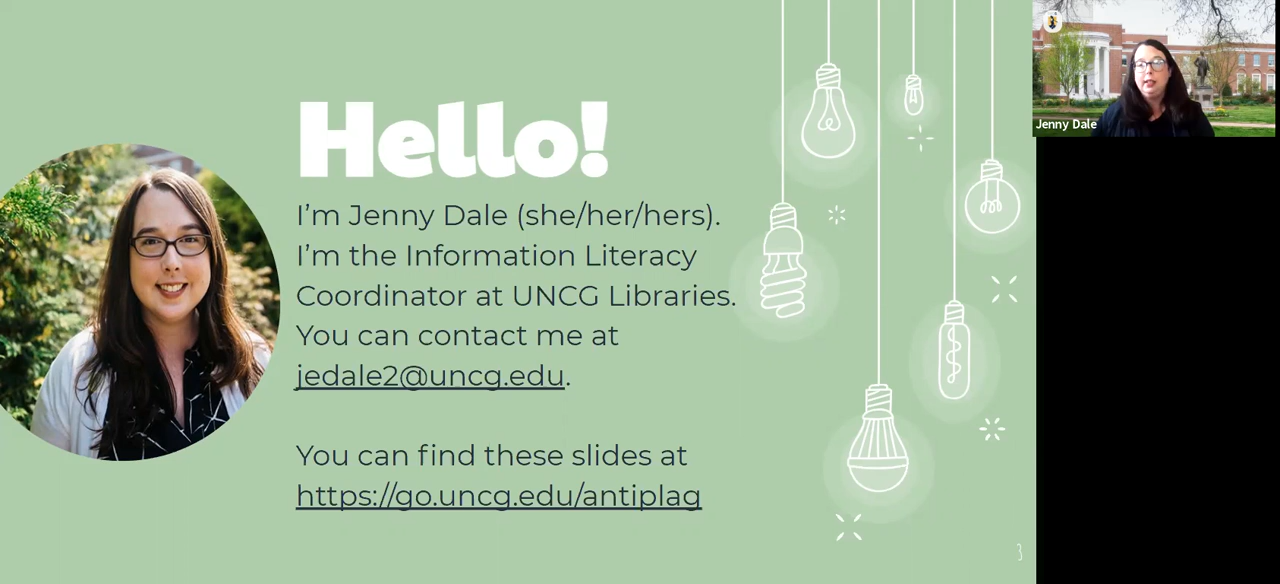 Hello!
I'm Jenny Dale (she/her/hers).
I'm the Information Literacy
Coordinator at UNCG Libraries.
You can contact me at
jedale2@uncg.edu.
You can find these slides at
https://go.uncg.edu/antiplag
3
Jenny Dale